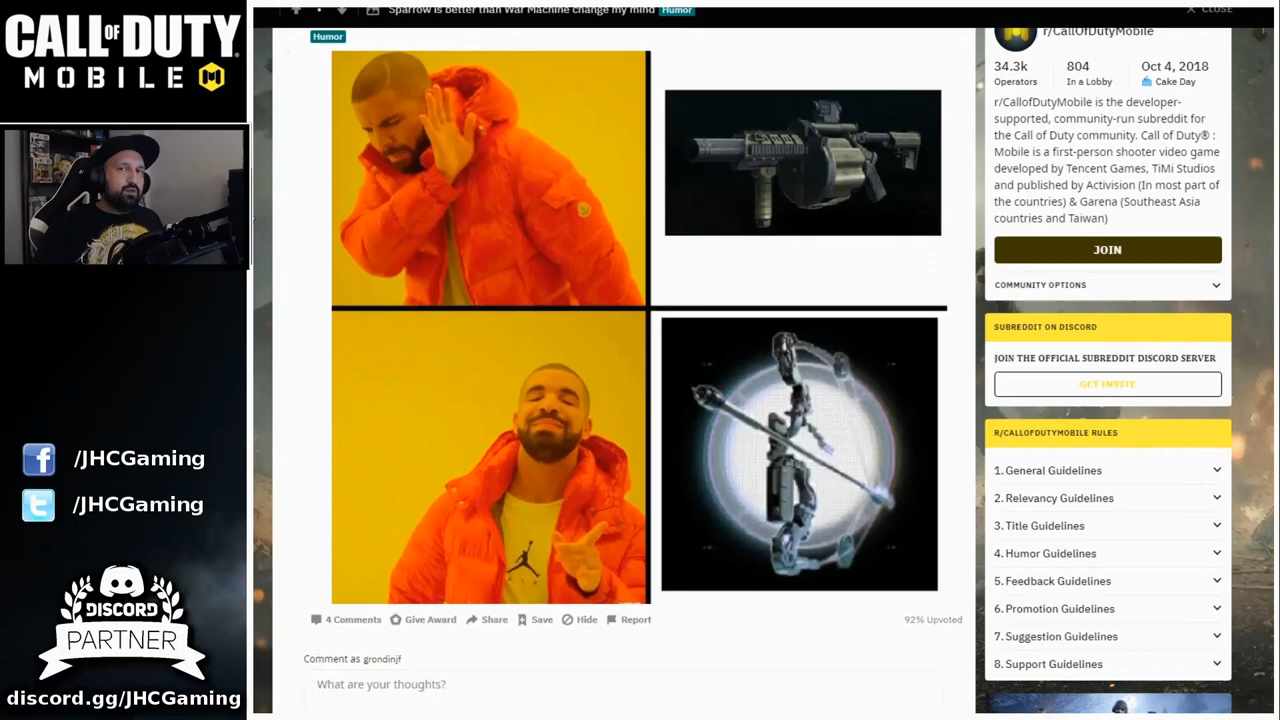 CALL OF DUTY®
MOBILE
/JHCGaming
/JHCGaming
DISCORD
PARTNER
discord.gg/JHCGaming
Sparrow is better than War Machine change my mind Humor
X CLOSE
Humor
4 Comments Give Award Share Save Hide Report 92% Upvoted
Comment as grondinjf
What are your thoughts?
r/CallOfDutyMobile
34.3k 804 Oct 4, 2018
Operators In a Lobby Cake Day
r/CallofDutyMobile is the developer-
supported, community-run subreddit for
the Call of Duty community. Call of Duty® :
Mobile is a first-person shooter video game
developed by Tencent Games, TiMi Studios
and published by Activision (In most part of
the countries) & Garena (Southeast Asia
countries and Taiwan)
JOIN
COMMUNITY OPTIONS
SUBREDDIT ON DISCORD
JOIN THE OFFICIAL SUBREDDIT DISCORD SERVER
GET INVITE
R/CALLOFDUTYMOBILE RULES
1. General Guidelines
2. Relevancy Guidelines
3. Title Guidelines
4. Humor Guidelines
5. Feedback Guidelines
6. Promotion Guidelines
7. Suggestion Guidelines
8. Support Guidelines